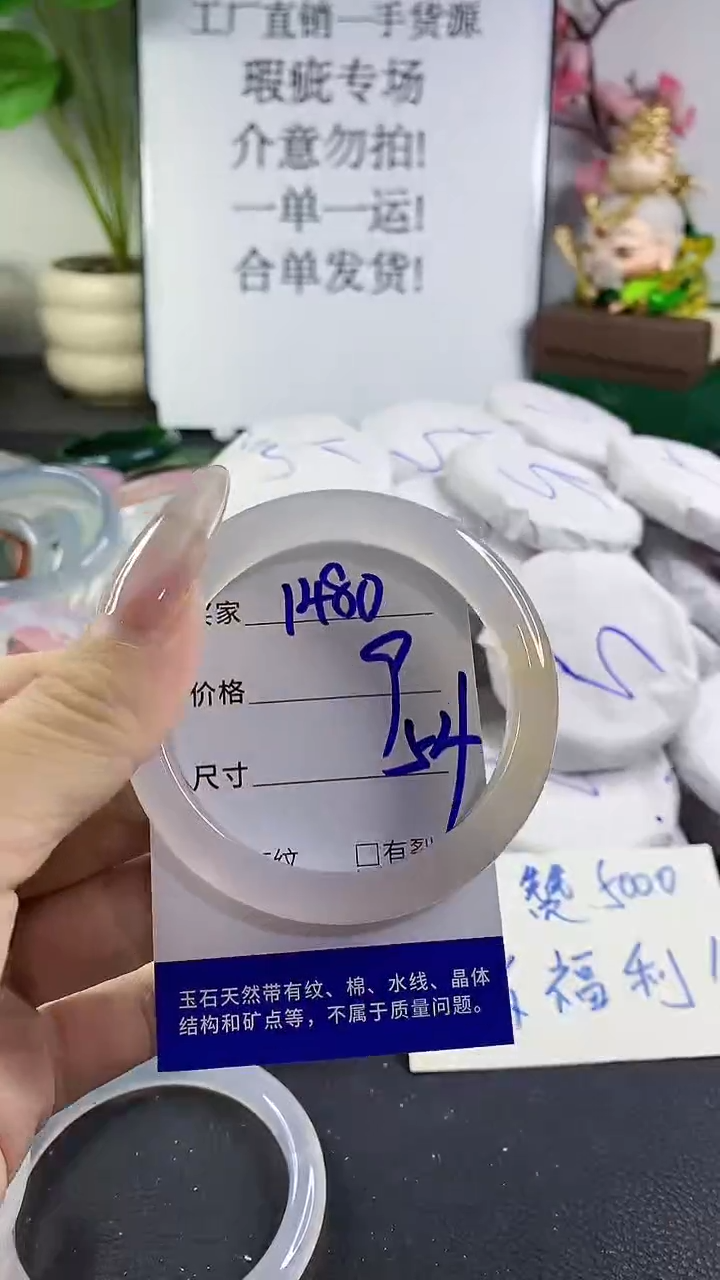 工厂直销一手货源
瑕疵专场
介意勿拍!
一单一运!
合单发货!
家 1480
价格 9
尺寸 54
纹 □有裂
玉石天然带有纹、棉、水线、晶体
结构和矿点等，不属于质量问题。
赞 5000
福利